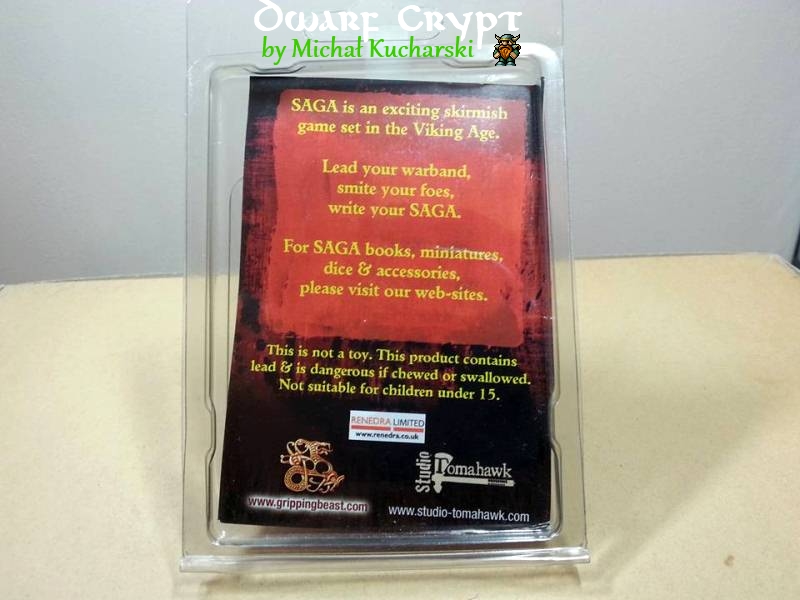 Dwarf Crypt
by Michał Kucharski
SAGA is an exciting skirmish
game set in the Viking Age.
Lead your warband,
smite your foes,
write your SAGA.
For SAGA books, miniatures,
dice & accessories,
please visit our web-sites.
This is not a toy. This product contains
lead & is dangerous if chewed or swallowed.
Not suitable for children under 15.
RENEDRA LIMITED
www.renedra.co.uk
Studio Tomahawk
www.grippingbeast.com
www.studio-tomahawk.com